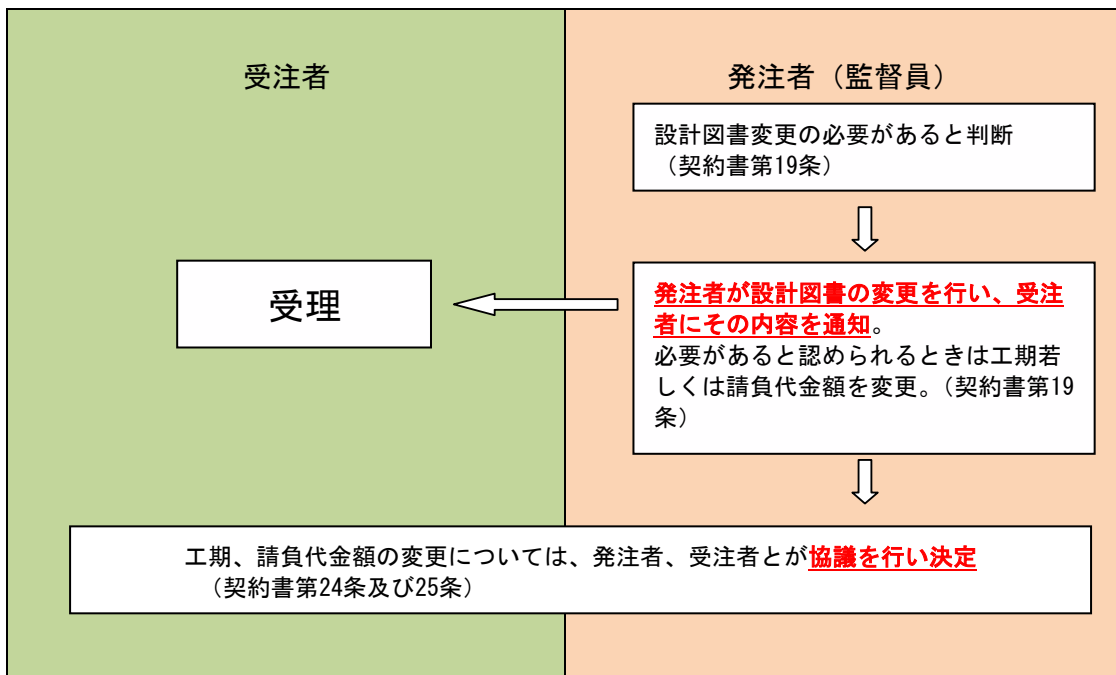 受注者
発注者（監督員）
設計図書変更の必要があると判断
（契約書第19条）
受理
発注者が設計図書の変更を行い、受注
者にその内容を通知。
必要があると認められるときは工期若
しくは請負代金額を変更。（契約書第19
条）
工期、請負代金額の変更については、発注者、受注者とが協議を行い決定
（契約書第24条及び25条）